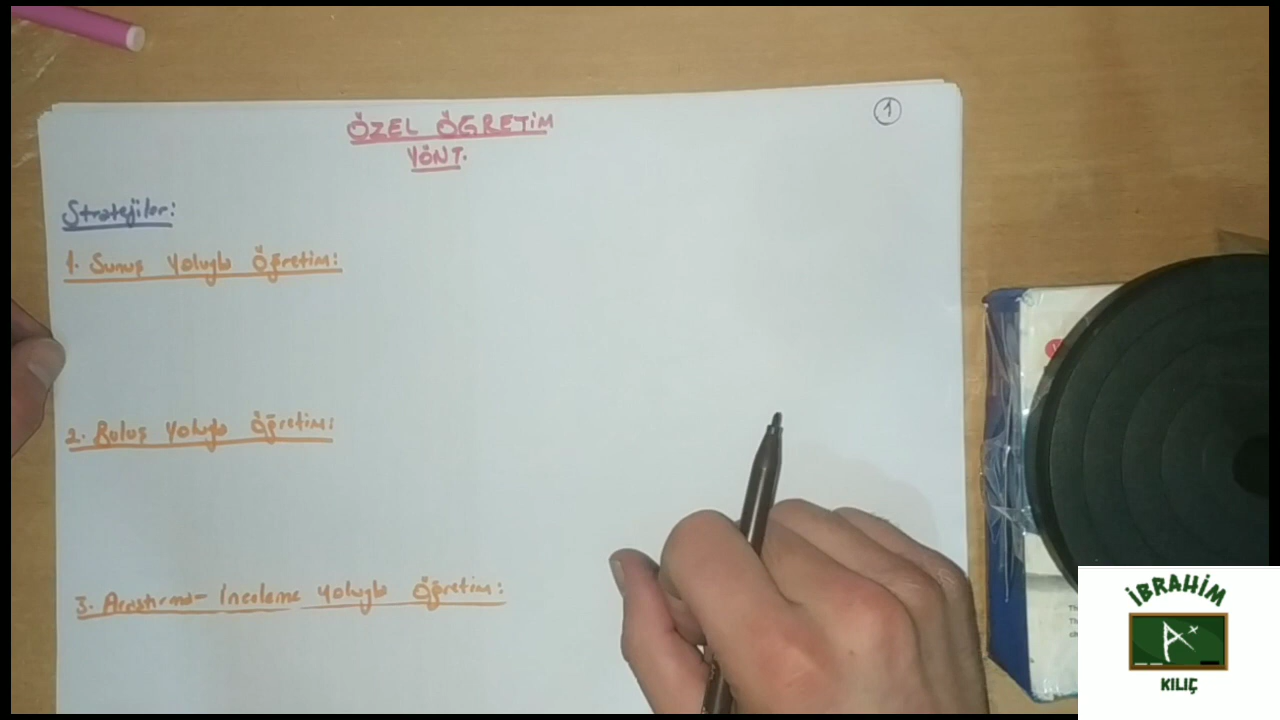 ÖZEL ÖĞRETİM
YÖNT.
1
Stratejiler:
1. Sunuş Yoluyla Öğretim:
2. Buluş Yoluyla Öğretim:
3. Araştırma-İnceleme Yoluyla Öğretim:
İBRAHİM
A+
KILIÇ